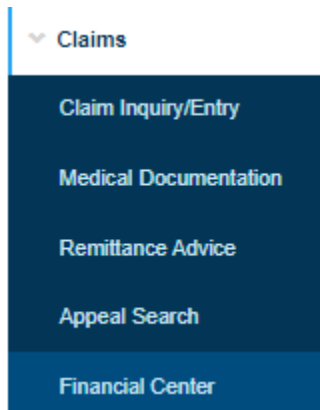 Claims
Claim Inquiry/Entry
Medical Documentation
Remittance Advice
Appeal Search
Financial Center